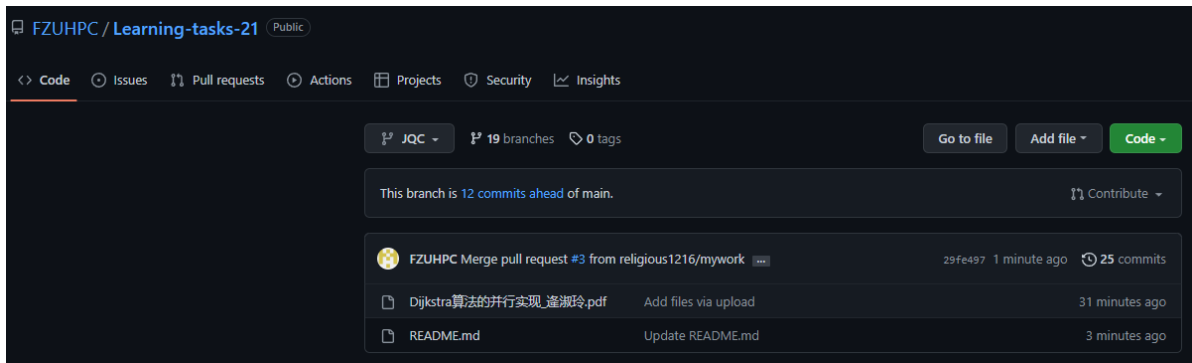 FZUHPC / Learning-tasks-21 Public
<> Code Issues Pull requests Actions Projects Security Insights
JQC 19 branches 0 tags Go to file Add file Code
This branch is 12 commits ahead of main. Contribute
FZUHPC Merge pull request #3 from religious1216/mywork ... 29fe497 1 minute ago 25 commits
Dijkstra算法的并行实现_逄淑玲.pdf Add files via upload 31 minutes ago
README.md Update README.md 3 minutes ago